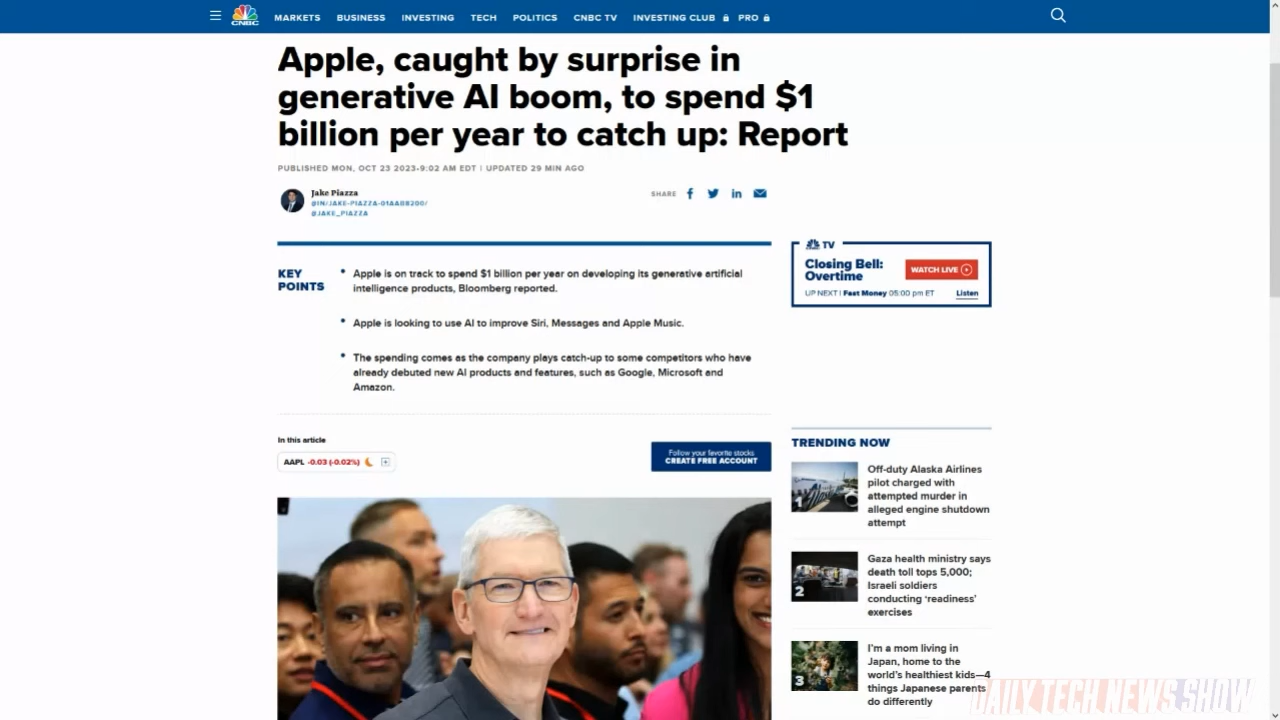 CNBC
MARKETS
BUSINESS
INVESTING
TECH
POLITICS
CNBC TV
INVESTING CLUB
PRO
Apple, caught by surprise in
generative AI boom, to spend $1
billion per year to catch up: Report
PUBLISHED MON, OCT 23 2023•9:02 AM EDT | UPDATED 29 MIN AGO
Jake Piazza
@IN/JAKE-PIAZZA-01AAB8200/
@JAKE_PIAZZA
SHARE
KEY
POINTS
Apple is on track to spend $1 billion per year on developing its generative artificial
intelligence products, Bloomberg reported.
Apple is looking to use AI to improve Siri, Messages and Apple Music.
The spending comes as the company plays catch-up to some competitors who have
already debuted new AI products and features, such as Google, Microsoft and
Amazon.
TV
Closing Bell:
Overtime
WATCH LIVE
UP NEXT | Fast Money 05:00 pm ET
Listen
In this article
AAPL -0.03 (-0.02%)
Follow your favorite stocks
CREATE FREE ACCOUNT
TRENDING NOW
1
Off-duty Alaska Airlines
pilot charged with
attempted murder in
alleged engine shutdown
attempt
2
Gaza health ministry says
death toll tops 5,000;
Israeli soldiers
conducting ‘readiness’
exercises
3
I’m a mom living in
Japan, home to the
world’s healthiest kids—4
things Japanese parents
do differently
DAILY TECH NEWS SHOW